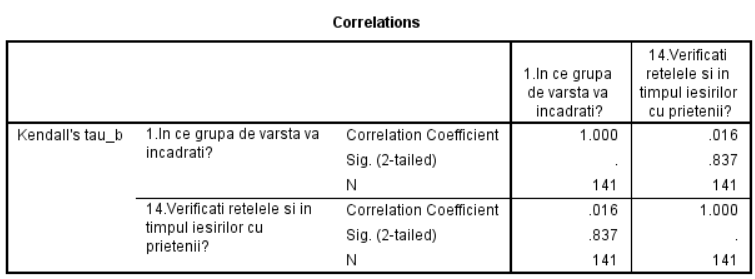 Correlations
1.In ce grupa
de varsta va
incadrati?
14.Verificati
retelele si in
timpul iesirilor
cu prietenii?
Kendall's tau_b
1.In ce grupa de varsta va
incadrati?
Correlation Coefficient 1.000 .016
Sig. (2-tailed) . .837
N 141 141
14.Verificati retelele si in
timpul iesirilor cu
prietenii?
Correlation Coefficient .016 1.000
Sig. (2-tailed) .837 .
N 141 141